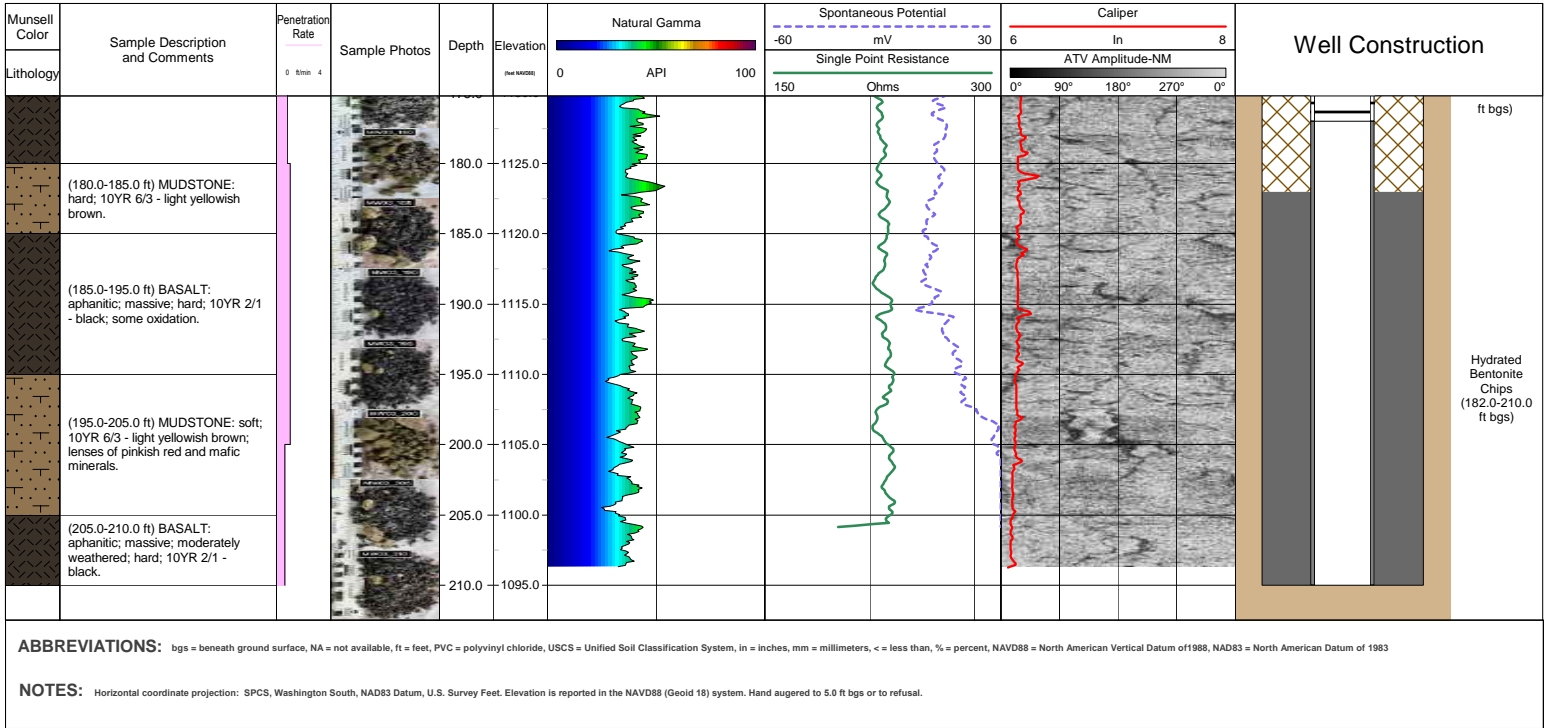 Munsell
Color
Lithology
Sample Description
and Comments
Penetration
Rate
0 ft/min 4
Sample Photos
Depth
Elevation
(feet NAVD88)
Natural Gamma
0 API 100
Spontaneous Potential
-60 mV 30
Single Point Resistance
150 Ohms 300
Caliper
6 In 8
ATV Amplitude-NM
0° 90° 180° 270° 0°
Well Construction
ft bgs)
180.0 1125.0
(180.0-185.0 ft) MUDSTONE:
hard; 10YR 6/3 - light yellowish
brown.
185.0 1120.0
(185.0-195.0 ft) BASALT:
aphanitic; massive; hard; 10YR 2/1
- black; some oxidation.
190.0 1115.0
195.0 1110.0
Hydrated
Bentonite
Chips
(182.0-210.0
ft bgs)
(195.0-205.0 ft) MUDSTONE: soft;
10YR 6/3 - light yellowish brown;
lenses of pinkish red and mafic
minerals.
200.0 1105.0
205.0 1100.0
(205.0-210.0 ft) BASALT:
aphanitic; massive; moderately
weathered; hard; 10YR 2/1 -
black.
210.0 1095.0
ABBREVIATIONS: bgs = beneath ground surface, NA = not available, ft = feet, PVC = polyvinyl chloride, USCS = Unified Soil Classification System, in = inches, mm = millimeters, < = less than, % = percent, NAVD88 = North American Vertical Datum of1988, NAD83 = North American Datum of 1983
NOTES: Horizontal coordinate projection: SPCS, Washington South, NAD83 Datum, U.S. Survey Feet. Elevation is reported in the NAVD88 (Geoid 18) system. Hand augered to 5.0 ft bgs or to refusal.